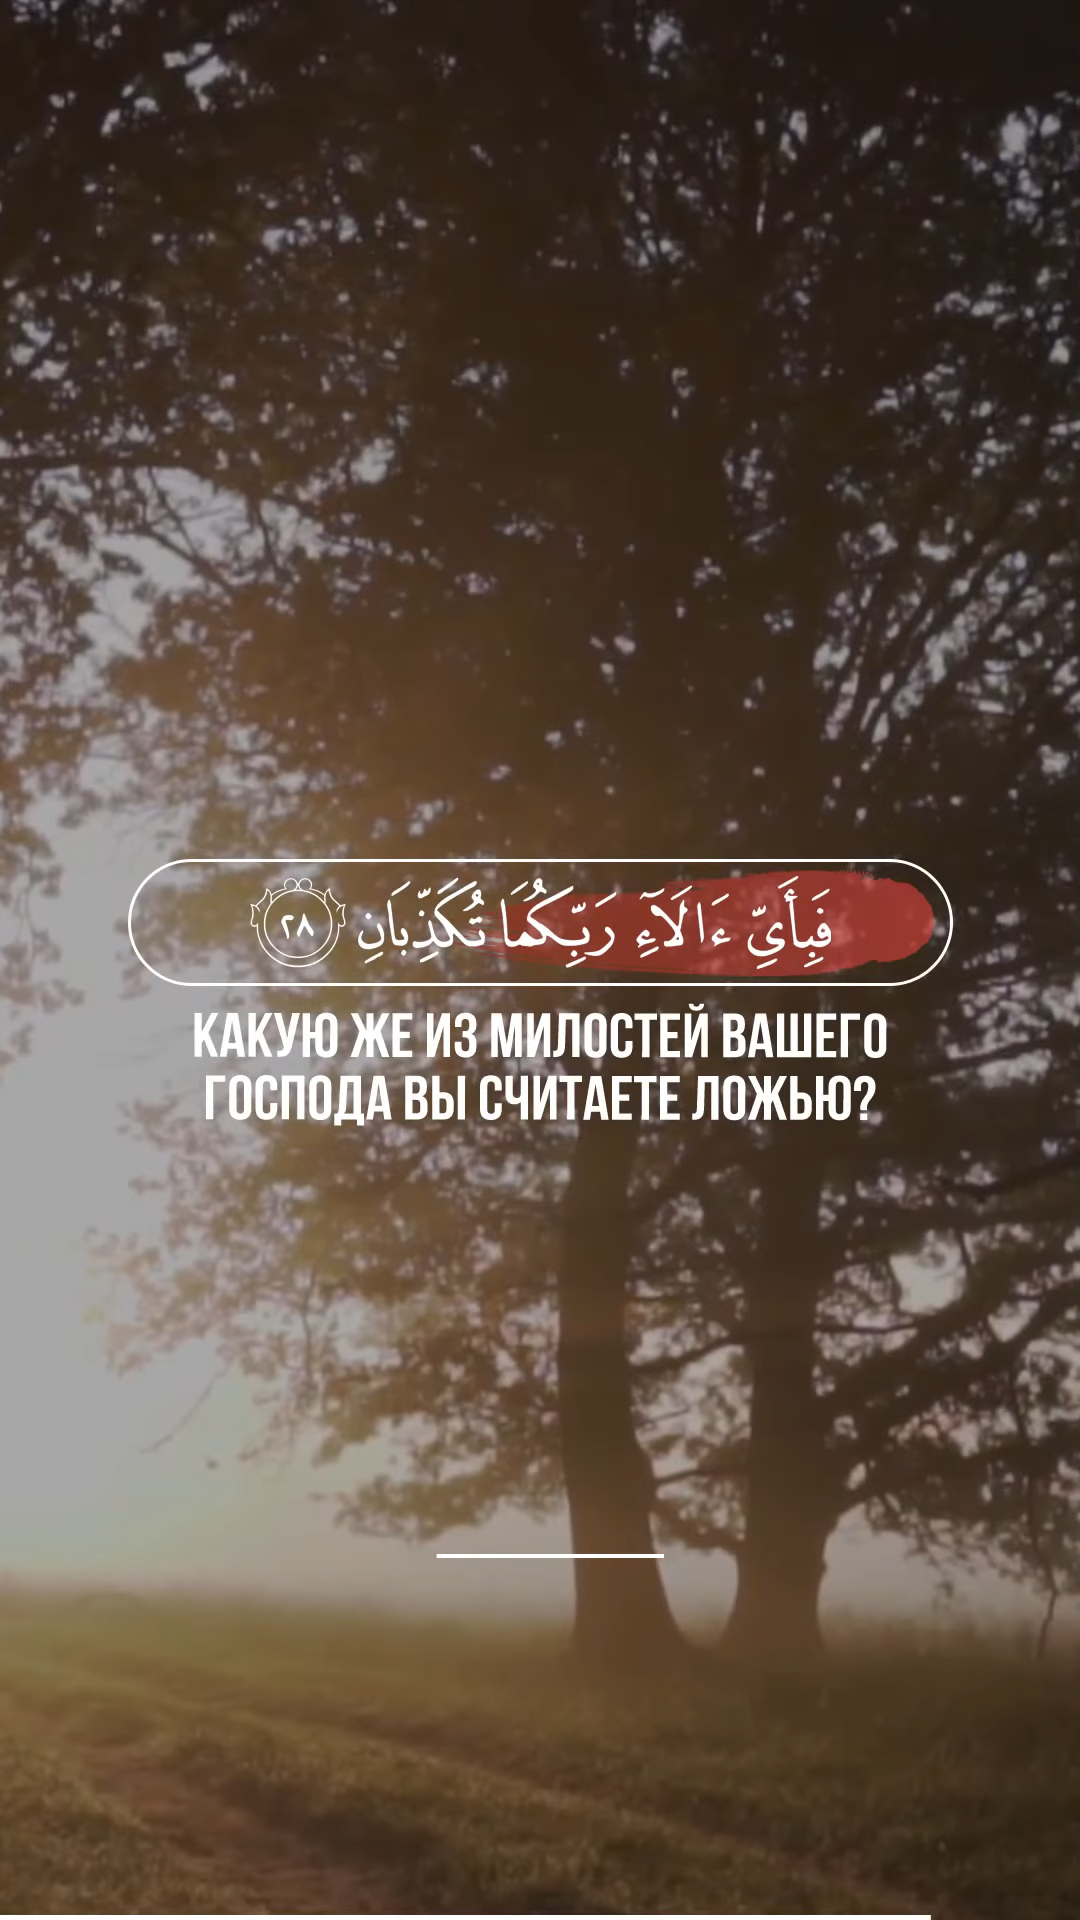 فَبِأَيِّ ءَالَآءِ رَبِّكُمَا تُكَذِّبَانِ ٢٨
КАКУЮ ЖЕ ИЗ МИЛОСТЕЙ ВАШЕГО
ГОСПОДА ВЫ СЧИТАЕТЕ ЛОЖЬЮ?